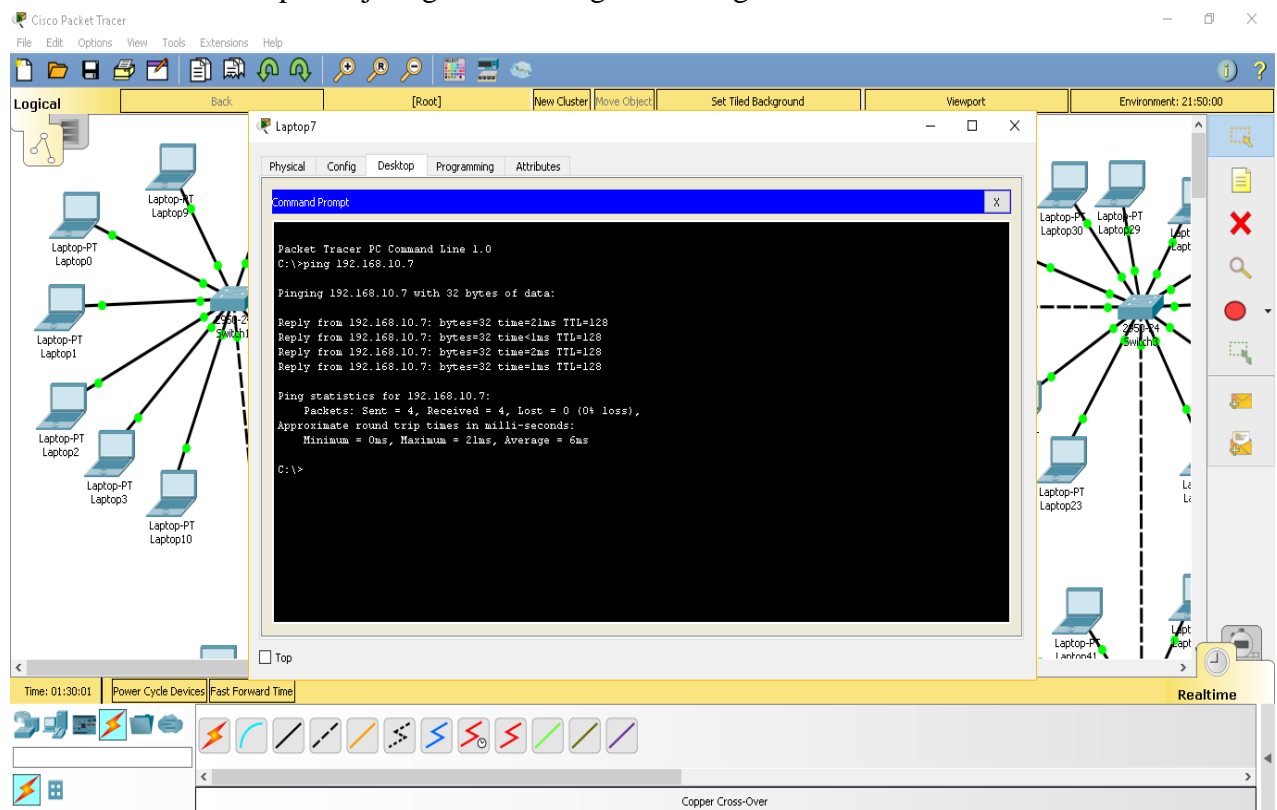 Cisco Packet Tracer
File Edit Options View Tools Extensions Help
Logical Back [Root] New Cluster Move Object Set Tiled Background Viewport Environment: 21:50:00
Laptop7
Physical Config Desktop Programming Attributes
Command Prompt X
Packet Tracer PC Command Line 1.0
C:\>ping 192.168.10.7
Pinging 192.168.10.7 with 32 bytes of data:
Reply from 192.168.10.7: bytes=32 time=21ms TTL=128
Reply from 192.168.10.7: bytes=32 time<1ms TTL=128
Reply from 192.168.10.7: bytes=32 time=2ms TTL=128
Reply from 192.168.10.7: bytes=32 time=1ms TTL=128
Ping statistics for 192.168.10.7:
Packets: Sent = 4, Received = 4, Lost = 0 (0% loss),
Approximate round trip times in milli-seconds:
Minimum = 0ms, Maximum = 21ms, Average = 6ms
C:\>
Top
Laptop-PT
Laptop9
Laptop-PT
Laptop0
Laptop-PT
Laptop1
Laptop-PT
Laptop2
Laptop-PT
Laptop3
Laptop-PT
Laptop10
Laptop-PT
Laptop30
Laptop-PT
Laptop29
2950-24
Laptop-PT
Laptop23
Laptop-PT
Laptop41
Time: 01:30:01 Power Cycle Devices Fast Forward Time Realtime
Copper Cross-Over